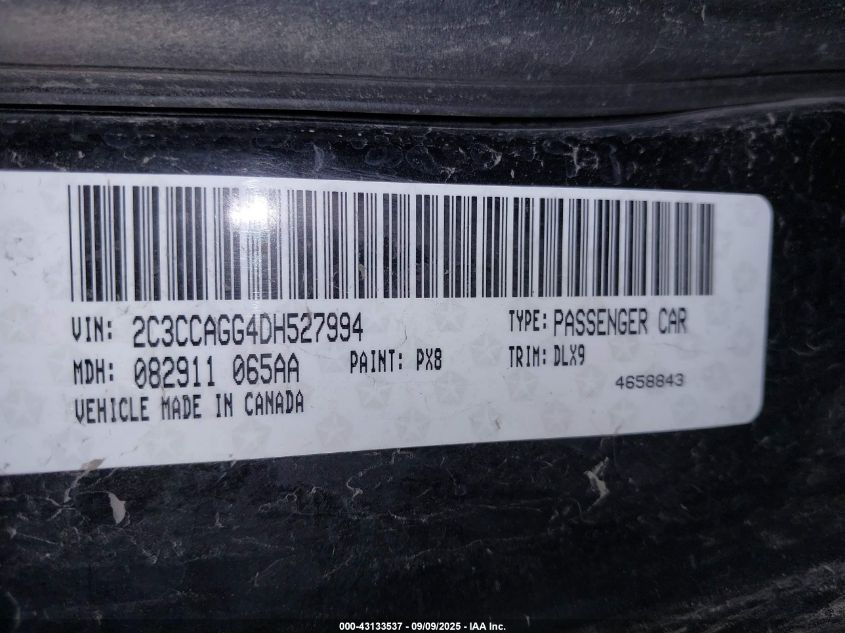 VIN: 2C3CCAGG4DH527994 TYPE: PASSENGER CAR
MDH: 082911 065AA PAINT: PX8 TRIM: DLX9
VEHICLE MADE IN CANADA 4658843
000-43133537 - 09/09/2025 - IAA Inc.